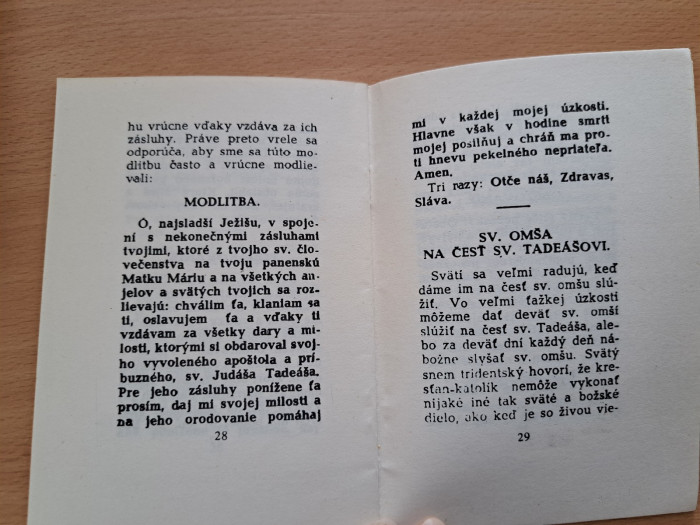 hu vrúcne vďaky vzdáva za ich
zásluhy. Práve preto vrele sa
odporúča, aby sme sa túto mo-
dlitbu často a vrúcne modlie-
vali:
MODLITBA.
Ó, najsladší Ježišu, v spoje-
ní s nekonečnými zásluhami
tvojimi, ktoré z tvojho sv. člo-
večenstva na tvoju panenskú
Matku Máriu a na všetkých an-
jelov a svätých tvojich sa roz-
lievajú: chválim ťa, klaniam sa
ti, oslavujem ťa a vďaky ti
vzdávam za všetky dary a mi-
losti, ktorými si obdaroval svoj-
ho vyvoleného apoštola a prí-
buzného, sv. Judáša Tadeáša.
Pre jeho zásluhy ponížene ťa
prosím, daj mi svojej milosti a
na jeho orodovanie pomáhaj
28
mi v každej mojej úzkosti.
Hlavne však v hodine smrti
mojej posilňuj a chráň ma pro-
ti hnevu pekelného nepriateľa.
Amen.
Tri razy: Otče náš, Zdravas,
Sláva.
SV. OMŠA
NA ČESŤ SV. TADEÁŠOVI.
Svätí sa veľmi radujú, keď
dáme im na česť sv. omšu slú-
žiť. Vo veľmi ťažkej úzkosti
môžeme dať deväť sv. omší
slúžiť na česť sv. Tadeáša, ale-
bo za deväť dní každý deň ná-
božne slyšať sv. omšu. Svätý
snem tridentský hovorí, že kre-
sťan-katolík nemôže vykonať
nijaké iné tak sväté a božské
dielo, ako keď je so živou vie-
29